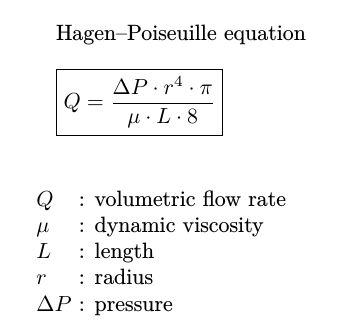 Hagen–Poiseuille equation
Q = ΔP · r⁴ · π / μ · L · 8
Q : volumetric flow rate
μ : dynamic viscosity
L : length
r : radius
ΔP : pressure